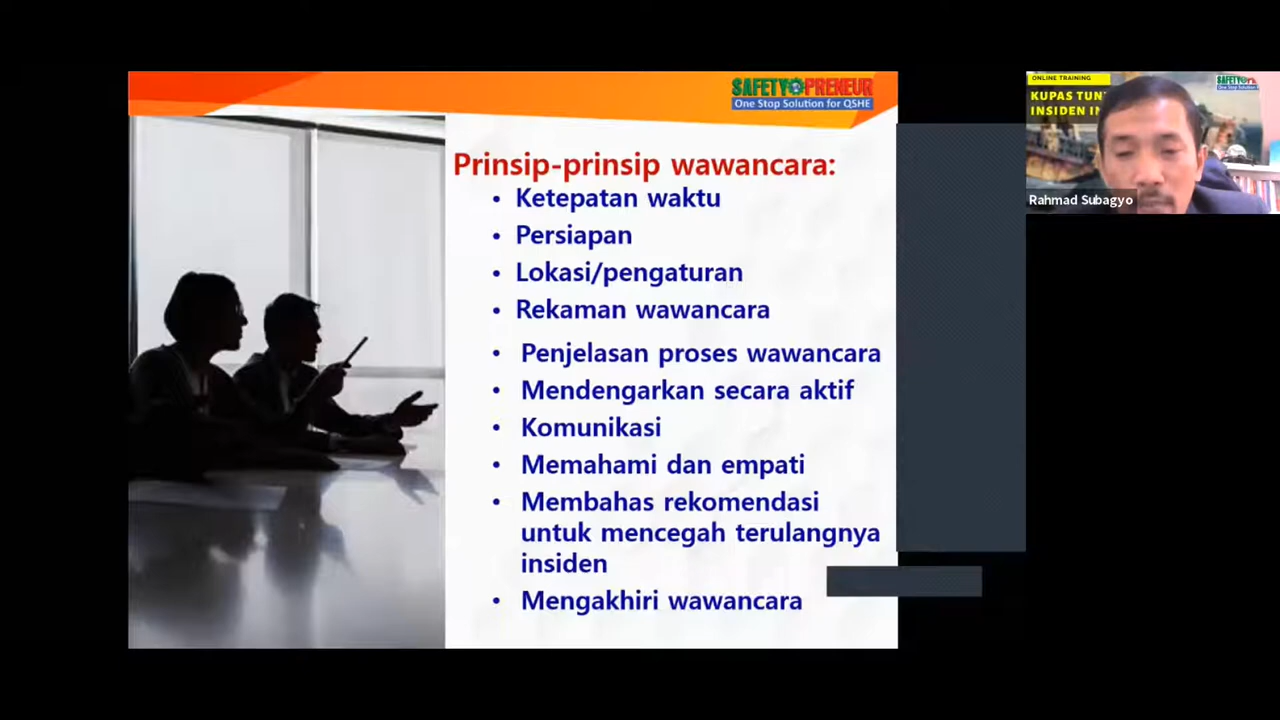 SAFETYPRENEUR
One Stop Solution for QSHE
Prinsip-prinsip wawancara:
• Ketepatan waktu
• Persiapan
• Lokasi/pengaturan
• Rekaman wawancara
• Penjelasan proses wawancara
• Mendengarkan secara aktif
• Komunikasi
• Memahami dan empati
• Membahas rekomendasi
untuk mencegah terulangnya
insiden
• Mengakhiri wawancara
ONLINE TRAINING
KUPAS
INSIDEN
Rahmad Subagyo